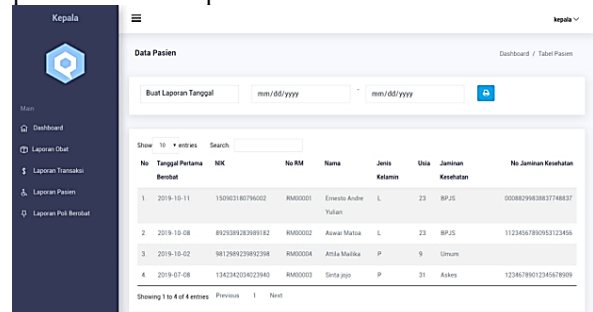 Kepala
kepala
Data Pasien
Dashboard / Tabel Pasien
Buat Laporan Tanggal mm/dd/yyyy - mm/dd/yyyy
Main
Dashboard
Laporan Obat
Laporan Transaksi
Laporan Pasien
Laporan Poli Berobat
Show 10 entries Search
No Tanggal Pertama Berobat NIK No RM Nama Jenis Kelamin Usia Jaminan Kesehatan No Jaminan Kesehatan
1. 2019-10-11 150903180796002 RM00001 Ernesto Andre Yulian L 23 BPJS 00088299838837748837
2. 2019-10-08 8929389283989182 RM00002 Aswar Matoa L 23 BPJS 11234567890953123456
3. 2019-10-02 9812989239892398 RM00004 Attila Malika P 9 Umum
4. 2019-07-08 1342342034023940 RM00003 Sinta jojo P 31 Askes 12346789012345678909
Showing 1 to 4 of 4 entries Previous 1 Next